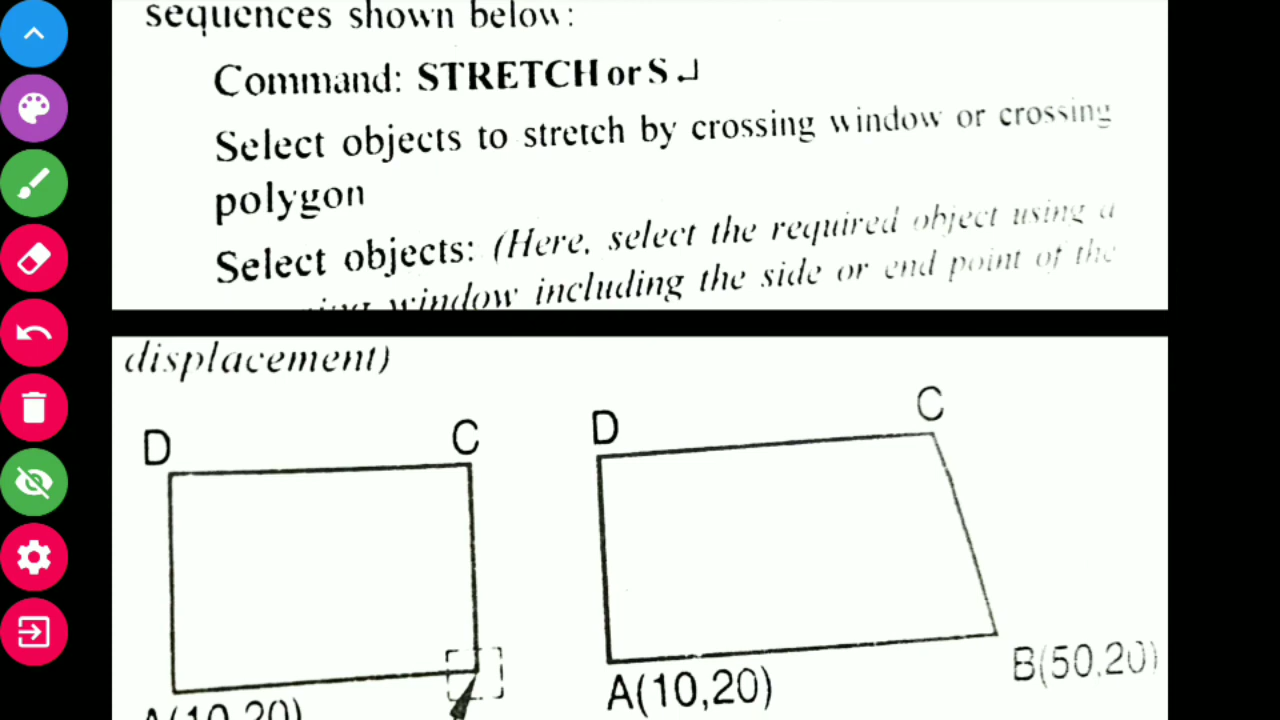 sequences shown below:
Command: STRETCH or S ↲
Select objects to stretch by crossing window or crossing
polygon
Select objects: (Here, select the required object using a
window including the side or end point of the
displacement)
D C D C
A(10,20) A(10,20) B(50,20)